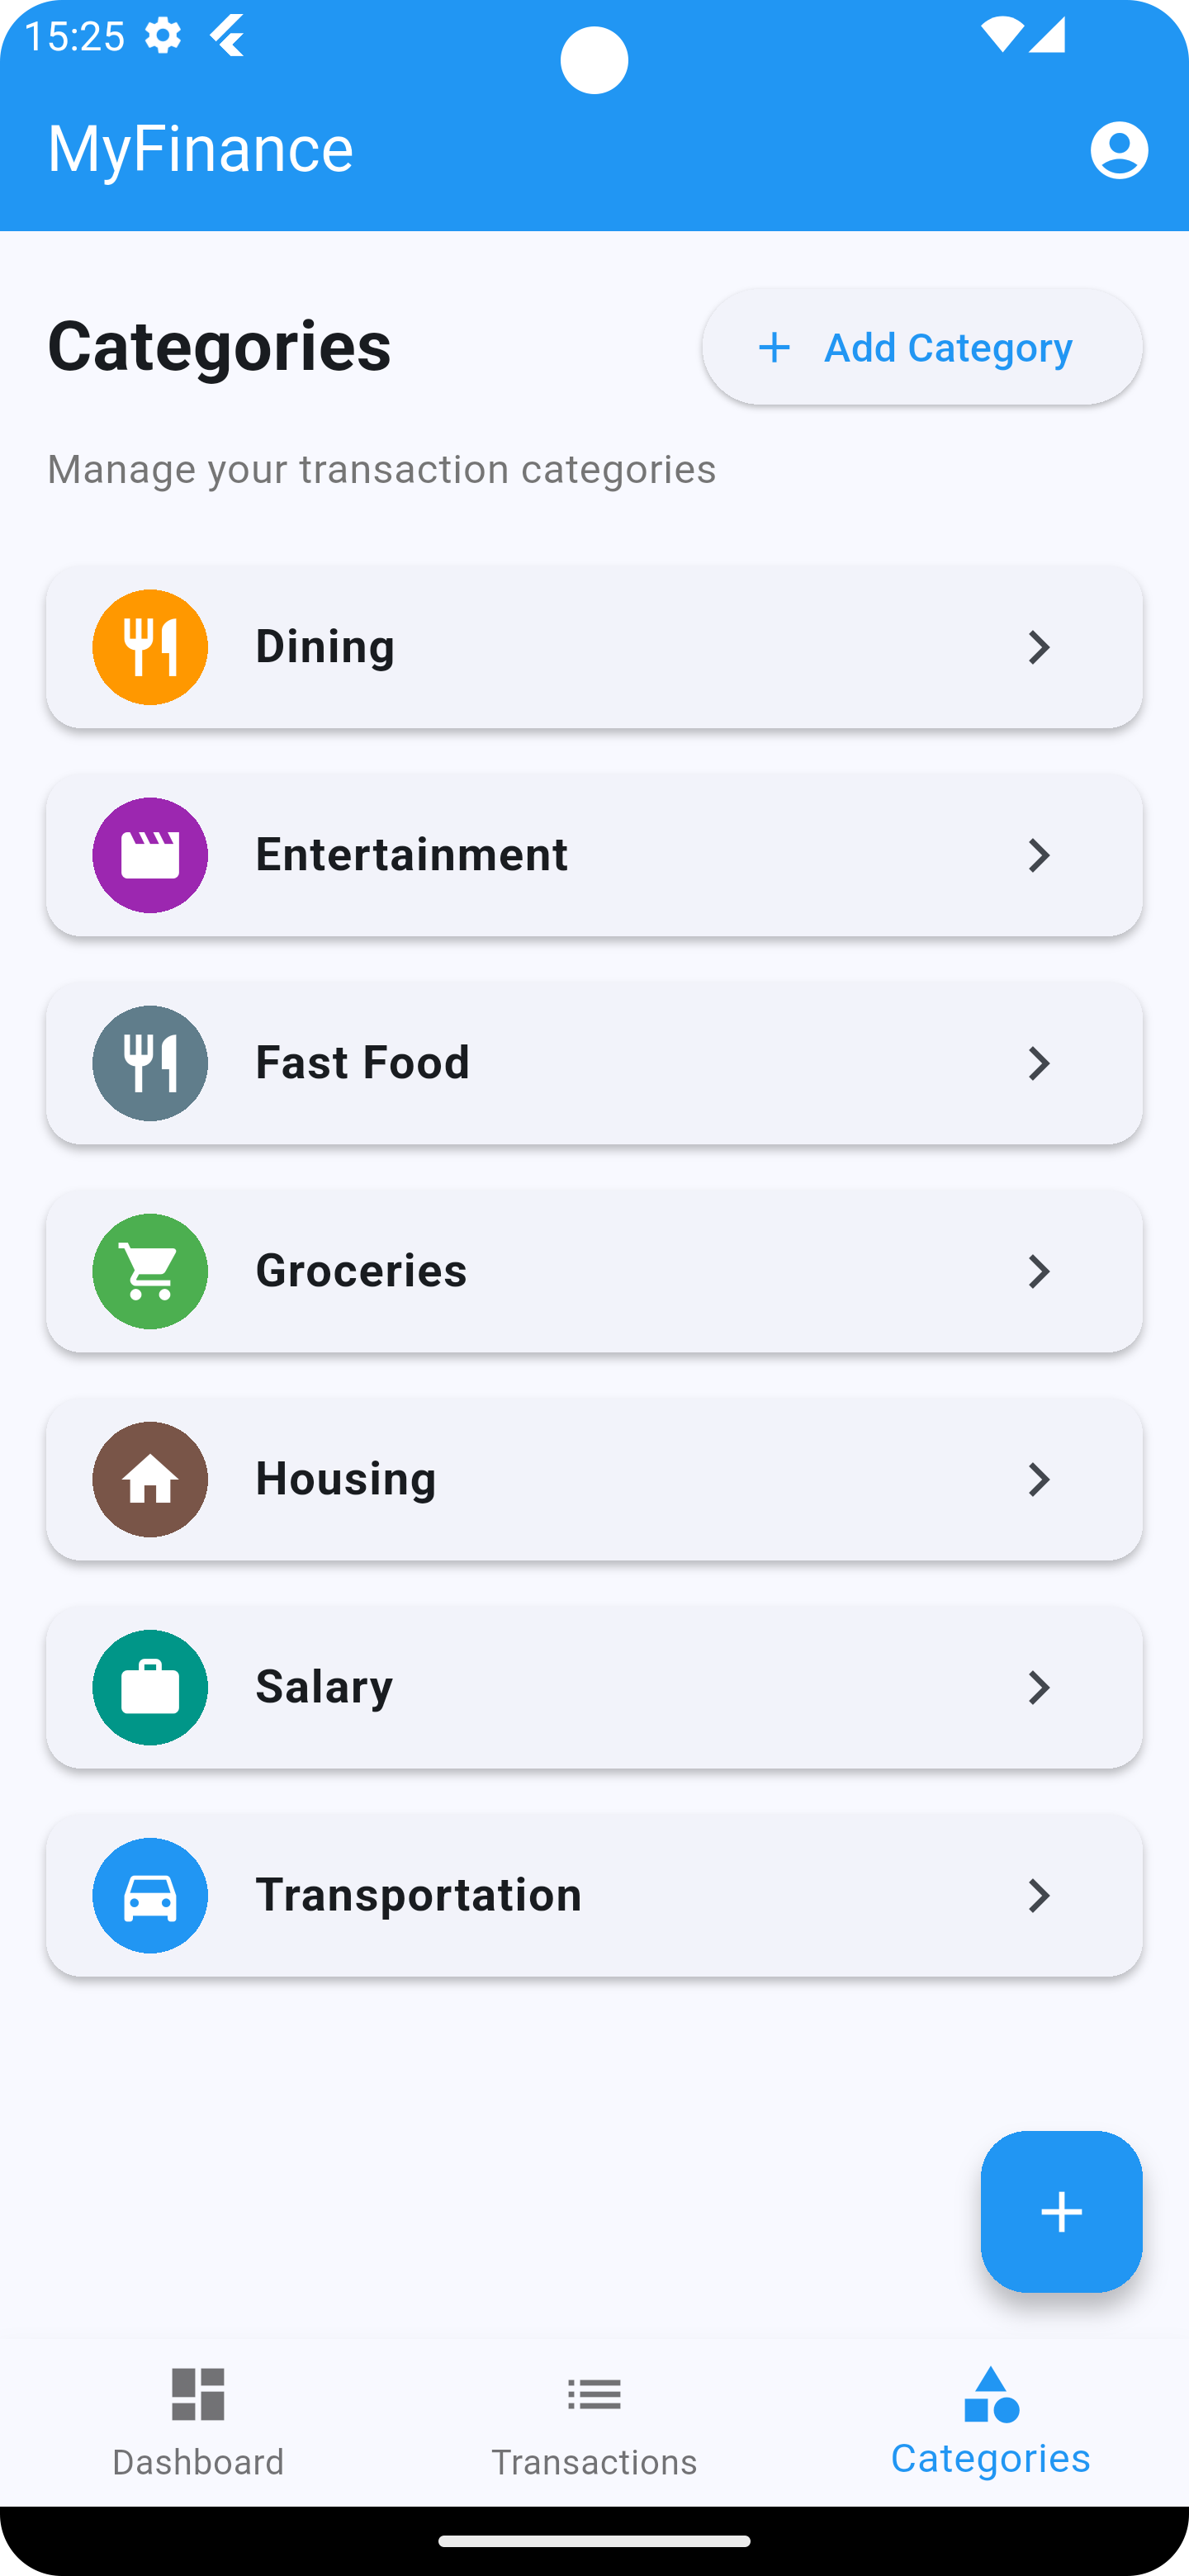 15:25
MyFinance
Categories
Add Category
Manage your transaction categories
Dining
Entertainment
Fast Food
Groceries
Housing
Salary
Transportation
Dashboard
Transactions
Categories